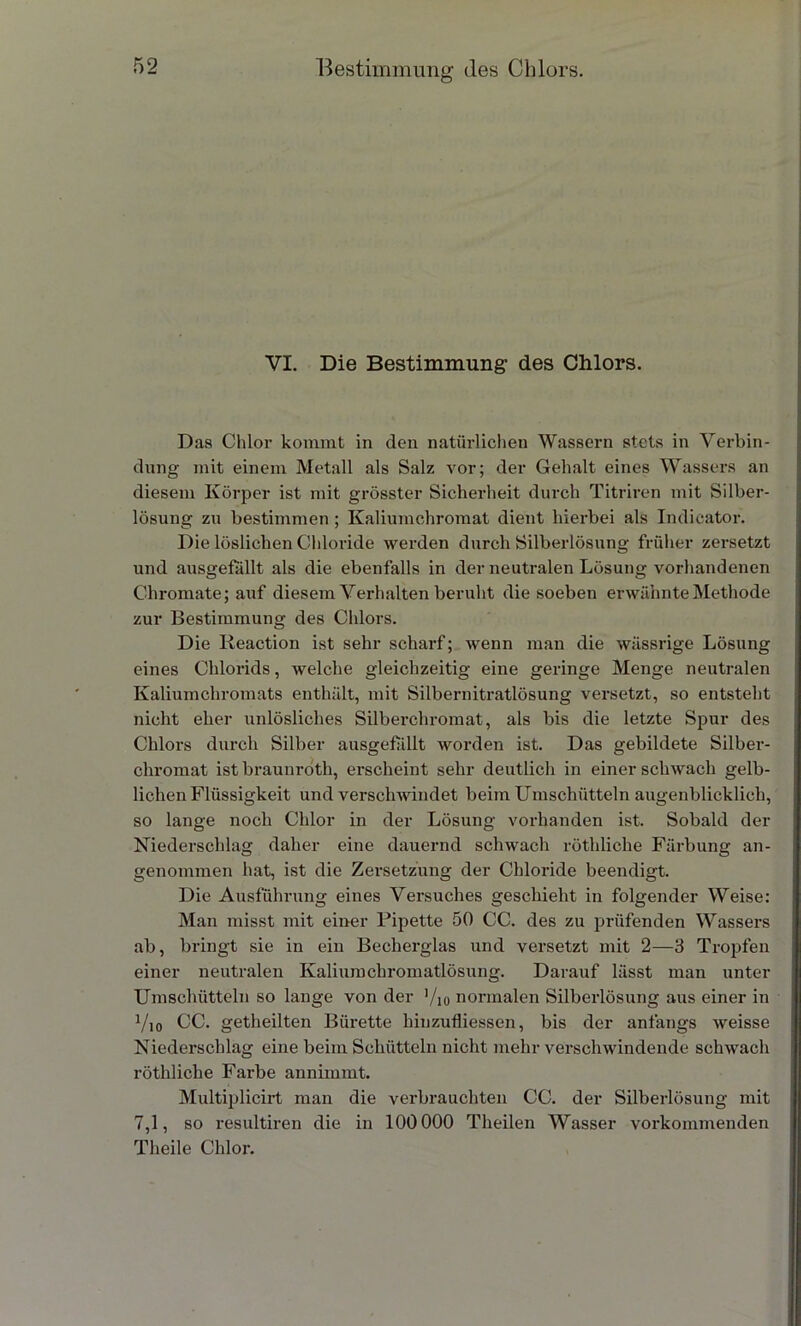 52 Bestimmung des Chlors.
VI. Die Bestimmung des Chlors.
Das Chlor kommt in den natürlichen Wassern stets in Verbin-
dung mit einem Metall als Salz vor; der Gehalt eines Wassers an
diesem Körper ist mit grösster Sicherheit durch Titriren mit Silber-
lösung zu bestimmen; Kaliumchromat dient hierbei als Indicator.
Die löslichen Chloride werden durch Silberlösung früher zersetzt
und ausgefällt als die ebenfalls in der neutralen Lösung vorhandenen
Chromate; auf diesem Verhalten beruht die soeben erwähnte Methode
zur Bestimmung des Chlors.
Die Reaction ist sehr scharf; wenn man die wässrige Lösung
eines Chlorids, welche gleichzeitig eine geringe Menge neutralen
Kaliumchromats enthält, mit Silbernitratlösung versetzt, so entsteht
nicht eher unlösliches Silberchromat, als bis die letzte Spur des
Chlors durch Silber ausgefällt worden ist. Das gebildete Silber-
chromat ist braunroth, erscheint sehr deutlich in einer schwach gelb-
lichen Flüssigkeit und verschwindet beim Umschütteln augenblicklich,
so lange noch Chlor in der Lösung vorhanden ist. Sobald der
Niederschlag daher eine dauernd schwach röthliche Färbung an-
genommen hat, ist die Zersetzung der Chloride beendigt.
Die Ausführung eines Versuches geschieht in folgender Weise:
Man misst mit einer Pipette 50 CC. des zu prüfenden Wassers
ab, bringt sie in ein Becherglas und versetzt mit 2—3 Tropfen
einer neutralen Kaliumchromatlösung. Darauf lässt man unter
Umschütteln so lange von der 1/10 normalen Silberlösung aus einer in
1/10 CC. getheilten Bürette hinzufliessen, bis der anfangs weisse
Niederschlag eine beim Schütteln nicht mehr verschwindende schwach
röthliche Farbe annimmt.
Multiplicirt man die verbrauchten CC. der Silberlösung mit
7,1, so resultiren die in 100 000 Theilen Wasser vorkommenden
Theile Chlor.